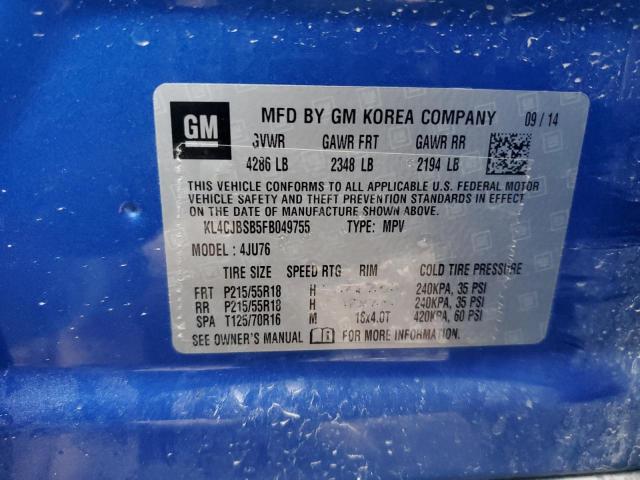 GM MFD BY GM KOREA COMPANY 09 / 14
GVWR GAWR FRT GAWR RR
4286 LB 2348 LB 2194 LB
THIS VEHICLE CONFORMS TO ALL APPLICABLE U.S. FEDERAL MOTOR
VEHICLE SAFETY AND THEFT PREVENTION STANDARDS IN EFFECT
ON THE DATE OF MANUFACTURE SHOWN ABOVE.
KL4CJBSB5FB049755 TYPE: MPV
MODEL : 4JU76
TIRE SIZE SPEED RTG RIM COLD TIRE PRESSURE
FRT P215/55R18 H 240KPA, 35 PSI
RR P215/55R18 H 240KPA, 35 PSI
SPA T125/70R16 M 16x4.0T 420KPA, 60 PSI
SEE OWNER'S MANUAL FOR MORE INFORMATION.